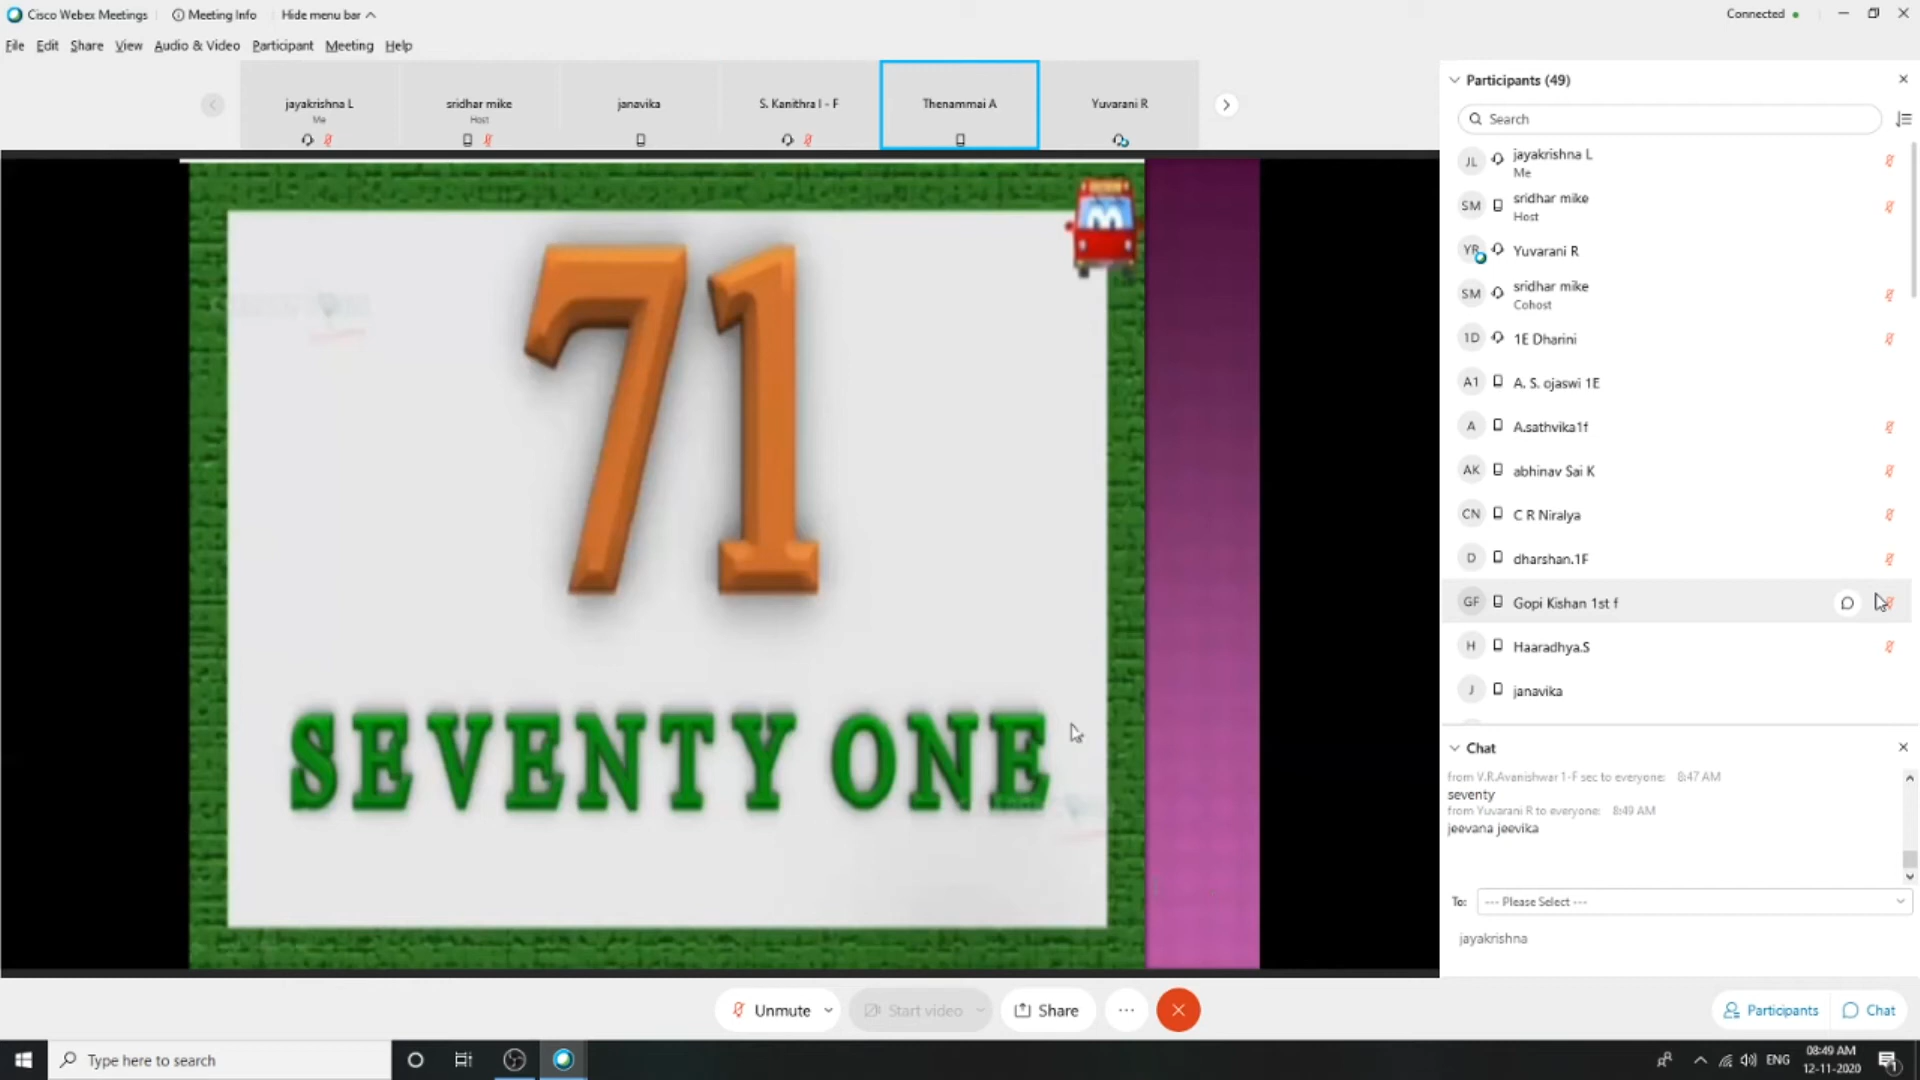 Cisco Webex Meetings
Meeting Info
Hide menu bar
Connected
File Edit Share View Audio & Video Participant Meeting Help
jayakrishna L
Me
sridhar mike
Host
janavika
S. Kanithra I - F
Thenammai A
Yuvarani R
71
SEVENTY ONE
Participants (49)
Search
JL jayakrishna L
Me
SM sridhar mike
Host
YR Yuvarani R
SM sridhar mike
Cohost
1D 1E Dharini
A1 A. S. ojaswi 1E
A A.sathvika1f
AK abhinav Sai K
CN C R Niralya
D dharshan.1F
GF Gopi Kishan 1st f
H Haaradhya.S
J janavika
Chat
from V.R.Avanishwar 1-F sec to everyone: 8:47 AM
seventy
from Yuvarani R to everyone: 8:49 AM
jeevana jeevika
To: --- Please Select ---
jayakrishna
Unmute
Start video
Share
Participants
Chat
Type here to search
ENG
08:49 AM
12-11-2020
1